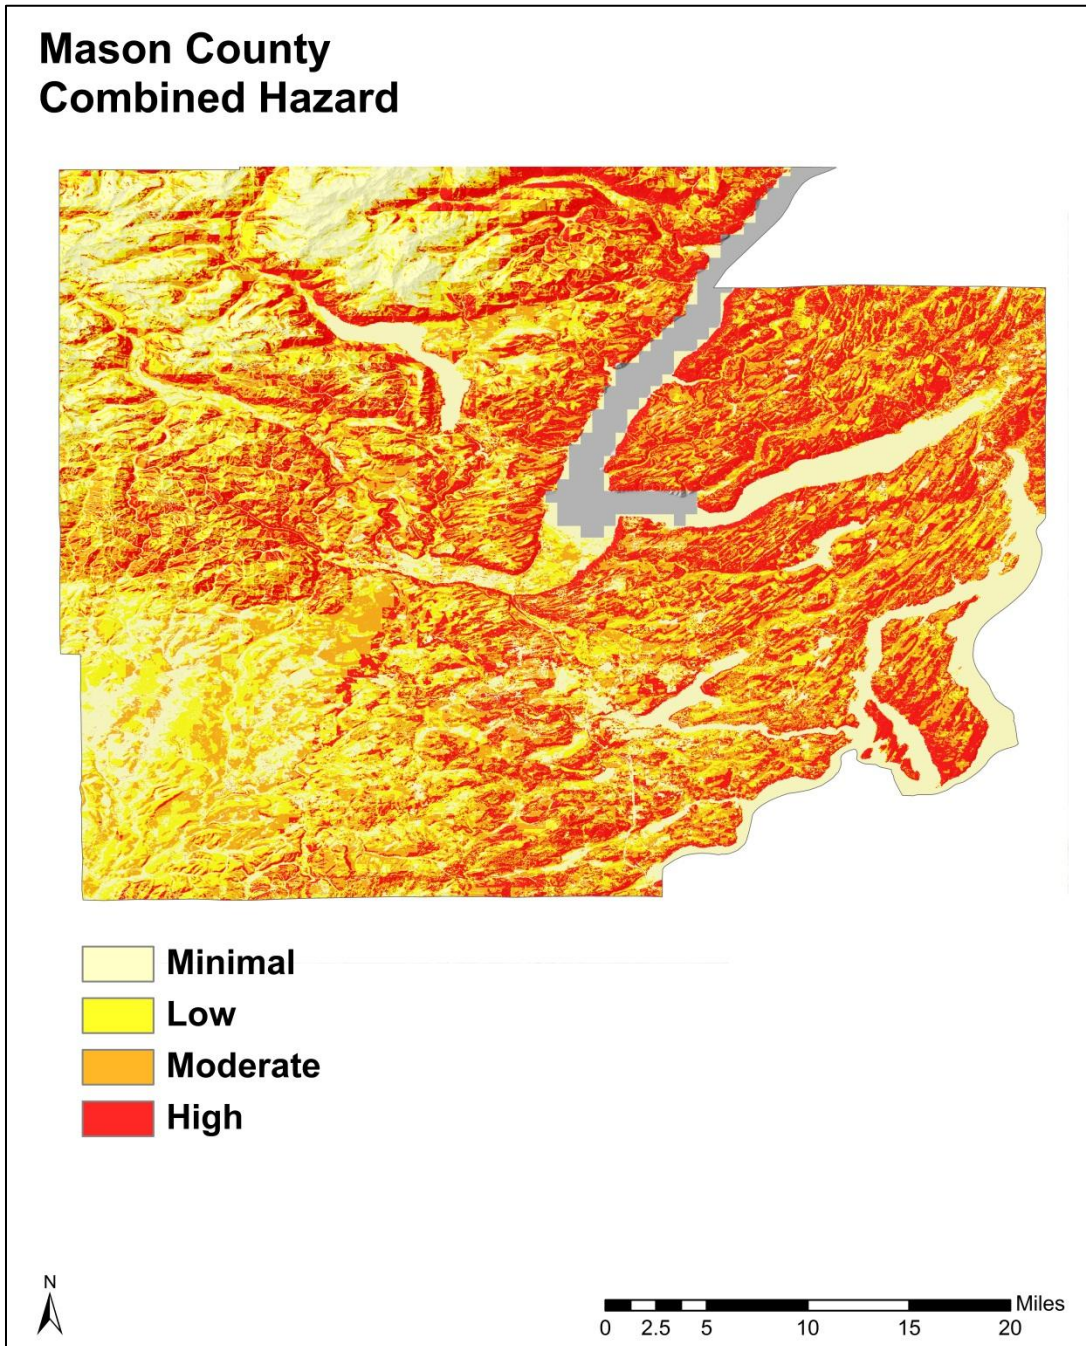 Mason County
Combined Hazard
Minimal
Low
Moderate
High
N
Miles
0 2.5 5 10 15 20